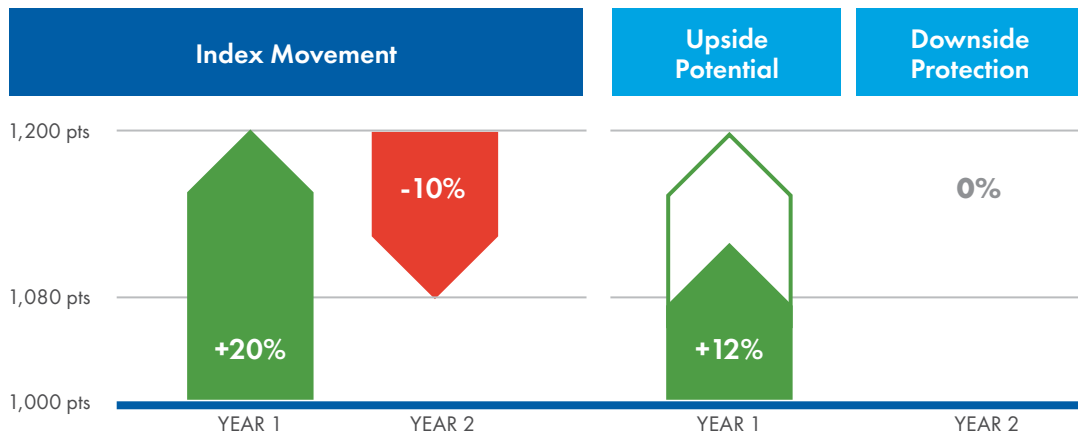 Index Movement
Upside
Potential
Downside
Protection
1,200 pts
-10%
0%
1,080 pts
+20%
+12%
1,000 pts
YEAR 1
YEAR 2
YEAR 1
YEAR 2